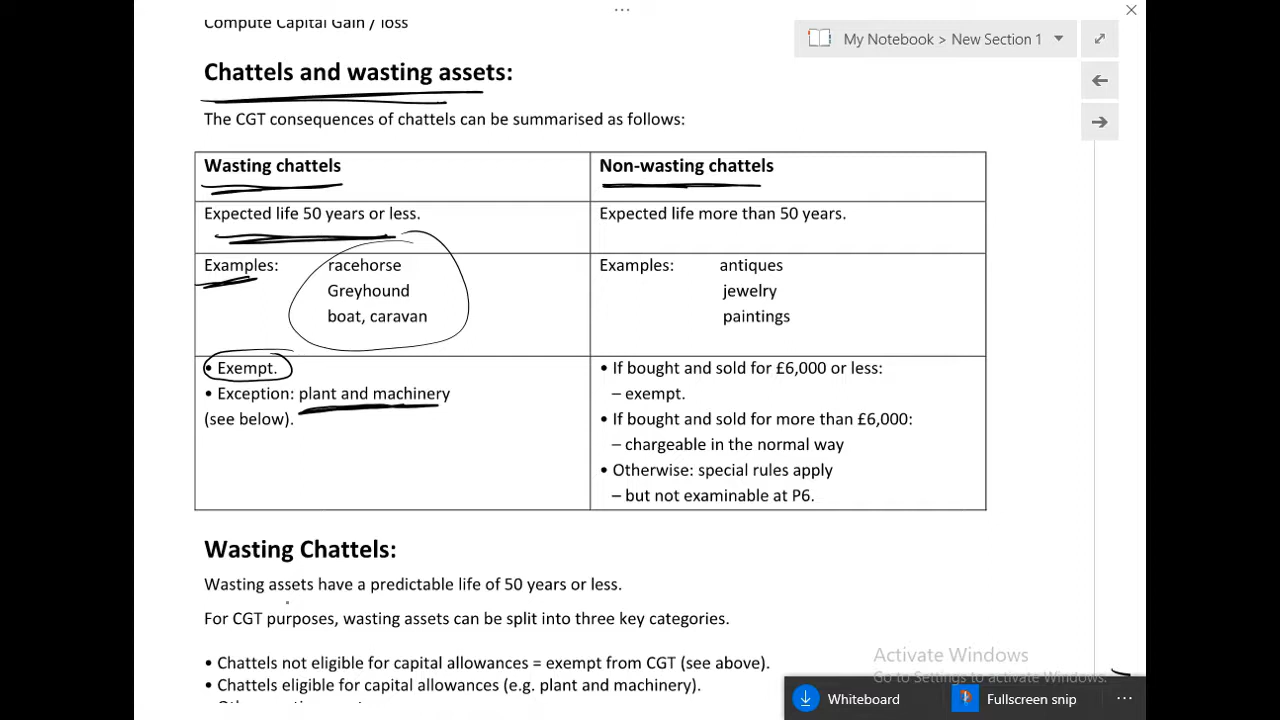 Compute Capital Gain / loss
My Notebook > New Section 1
Chattels and wasting assets:
The CGT consequences of chattels can be summarised as follows:
Wasting chattels
Non-wasting chattels
Expected life 50 years or less.
Expected life more than 50 years.
Examples: racehorse
Greyhound
boat, caravan
Examples: antiques
jewelry
paintings
• Exempt.
• Exception: plant and machinery
(see below).
• If bought and sold for £6,000 or less:
– exempt.
• If bought and sold for more than £6,000:
– chargeable in the normal way
• Otherwise: special rules apply
– but not examinable at P6.
Wasting Chattels:
Wasting assets have a predictable life of 50 years or less.
For CGT purposes, wasting assets can be split into three key categories.
• Chattels not eligible for capital allowances = exempt from CGT (see above).
• Chattels eligible for capital allowances (e.g. plant and machinery).
Activate Windows
Go to Settings to activate Windows.
Whiteboard
Fullscreen snip